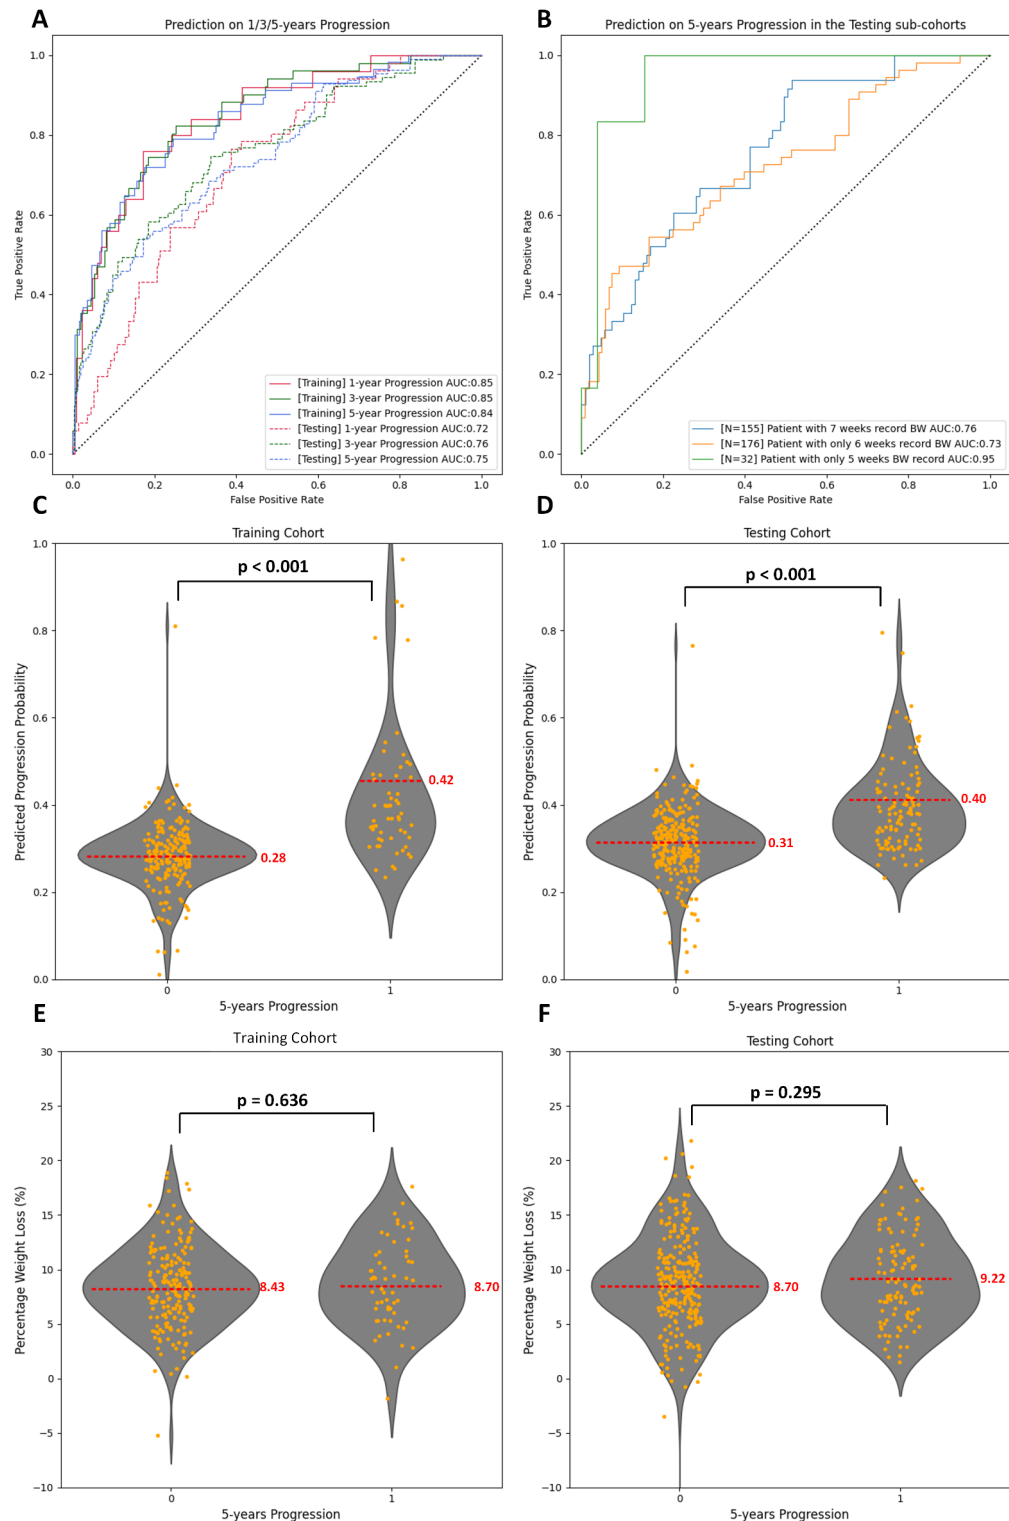 A
Prediction on 1/3/5-years Progression
True Positive Rate
1.0
0.8
0.6
0.4
0.2
0.0
[Training] 1-year Progression AUC:0.85
[Training] 3-year Progression AUC:0.85
[Training] 5-year Progression AUC:0.84
[Testing] 1-year Progression AUC:0.72
[Testing] 3-year Progression AUC:0.76
[Testing] 5-year Progression AUC:0.75
0.0 0.2 0.4 0.6 0.8 1.0
False Positive Rate
B
Prediction on 5-years Progression in the Testing sub-cohorts
True Positive Rate
1.0
0.8
0.6
0.4
0.2
0.0
[N=155] Patient with 7 weeks record BW AUC:0.76
[N=176] Patient with only 6 weeks record BW AUC:0.73
[N=32] Patient with only 5 weeks BW record AUC:0.95
0.0 0.2 0.4 0.6 0.8 1.0
False Positive Rate
C
Training Cohort
Predicted Progression Probability
1.0
0.8
0.6
0.4
0.2
0.0
p < 0.001
0.42
0.28
0 1
5-years Progression
D
Testing Cohort
Predicted Progression Probability
1.0
0.8
0.6
0.4
0.2
0.0
p < 0.001
0.40
0.31
0 1
5-years Progression
E
Training Cohort
Percentage Weight Loss (%)
30
25
20
15
10
5
0
−5
−10
p = 0.636
8.43 8.70
0 1
5-years Progression
F
Testing Cohort
Percentage Weight Loss (%)
30
25
20
15
10
5
0
−5
−10
p = 0.295
8.70 9.22
0 1
5-years Progression